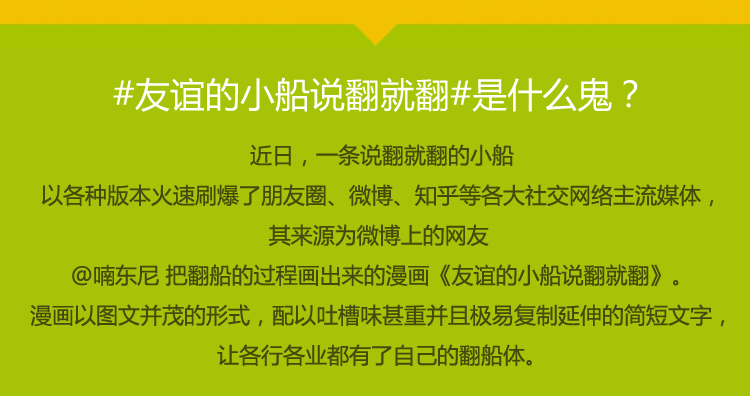 #友谊的小船说翻就翻#是什么鬼？
近日，一条说翻就翻的小船
以各种版本火速刷爆了朋友圈、微博、知乎等各大社交网络主流媒体，
其来源为微博上的网友
@喃东尼 把翻船的过程画出来的漫画《友谊的小船说翻就翻》。
漫画以图文并茂的形式，配以吐槽味甚重并且极易复制延伸的简短文字，
让各行各业都有了自己的翻船体。